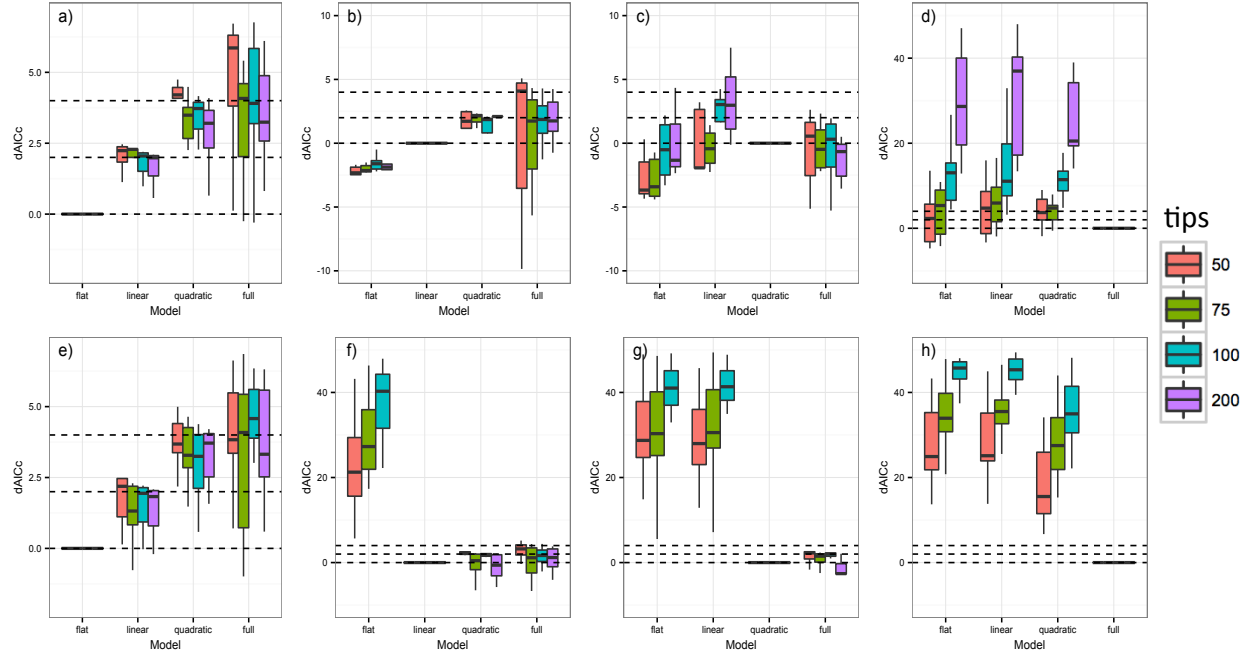 a)
dAICc
5.0
2.5
0.0
flat linear quadratic full
Model
b)
dAICc
10
5
0
-5
-10
flat linear quadratic full
Model
c)
dAICc
10
5
0
-5
-10
flat linear quadratic full
Model
d)
dAICc
40
20
0
flat linear quadratic full
Model
tips
50
75
100
200
e)
dAICc
5.0
2.5
0.0
flat linear quadratic full
Model
f)
dAICc
40
20
0
flat linear quadratic full
Model
g)
dAICc
40
20
0
flat linear quadratic full
Model
h)
dAICc
40
20
0
flat linear quadratic full
Model